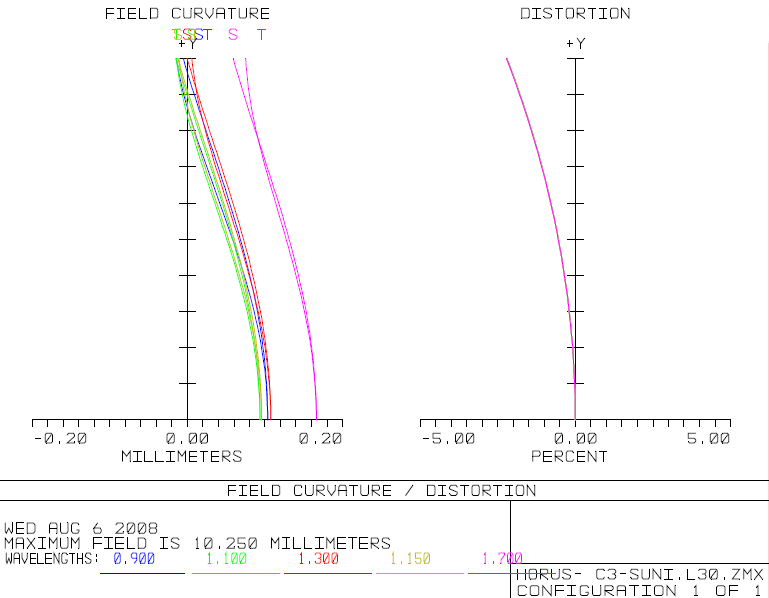 FIELD CURVATURE
DISTORTION
S T S T S T
+Y
+Y
-0.20 0.00 0.20
MILLIMETERS
-5.00 0.00 5.00
PERCENT
FIELD CURVATURE / DISTORTION
WED AUG 6 2008
MAXIMUM FIELD IS 10.250 MILLIMETERS
WAVELENGTHS: 0.900 1.100 1.300 1.150 1.700
HORUS- C3-SUNI.L30.ZMX
CONFIGURATION 1 OF 1